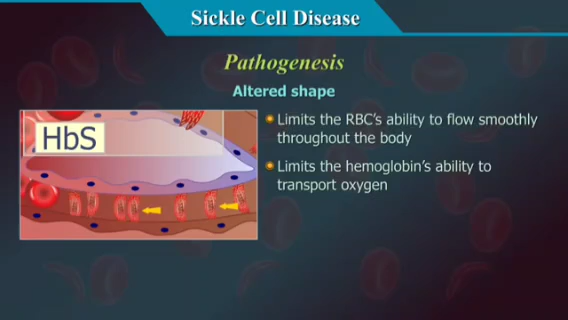 Sickle Cell Disease
Pathogenesis
Altered shape
HbS
Limits the RBC's ability to flow smoothly
throughout the body
Limits the hemoglobin's ability to
transport oxygen